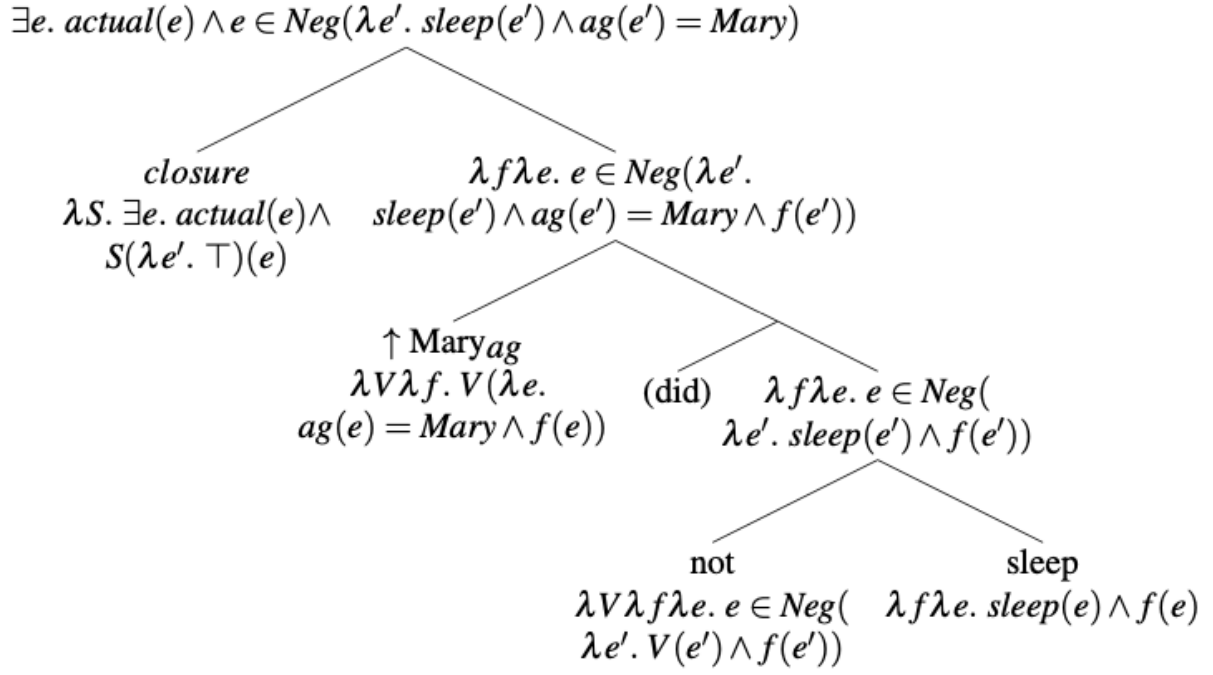 ∃e. actual(e) ∧ e ∈ Neg(λe′. sleep(e′) ∧ ag(e′) = Mary)
closure
λS. ∃e. actual(e)∧
S(λe′. ⊤)(e)
λfλe. e ∈ Neg(λe′.
sleep(e′) ∧ ag(e′) = Mary ∧ f(e′))
↑ Mary_ag
λVλf. V(λe.
ag(e) = Mary ∧ f(e))
(did)
λfλe. e ∈ Neg(
λe′. sleep(e′) ∧ f(e′))
not
λVλfλe. e ∈ Neg(
λe′. V(e′) ∧ f(e′))
sleep
λfλe. sleep(e) ∧ f(e)